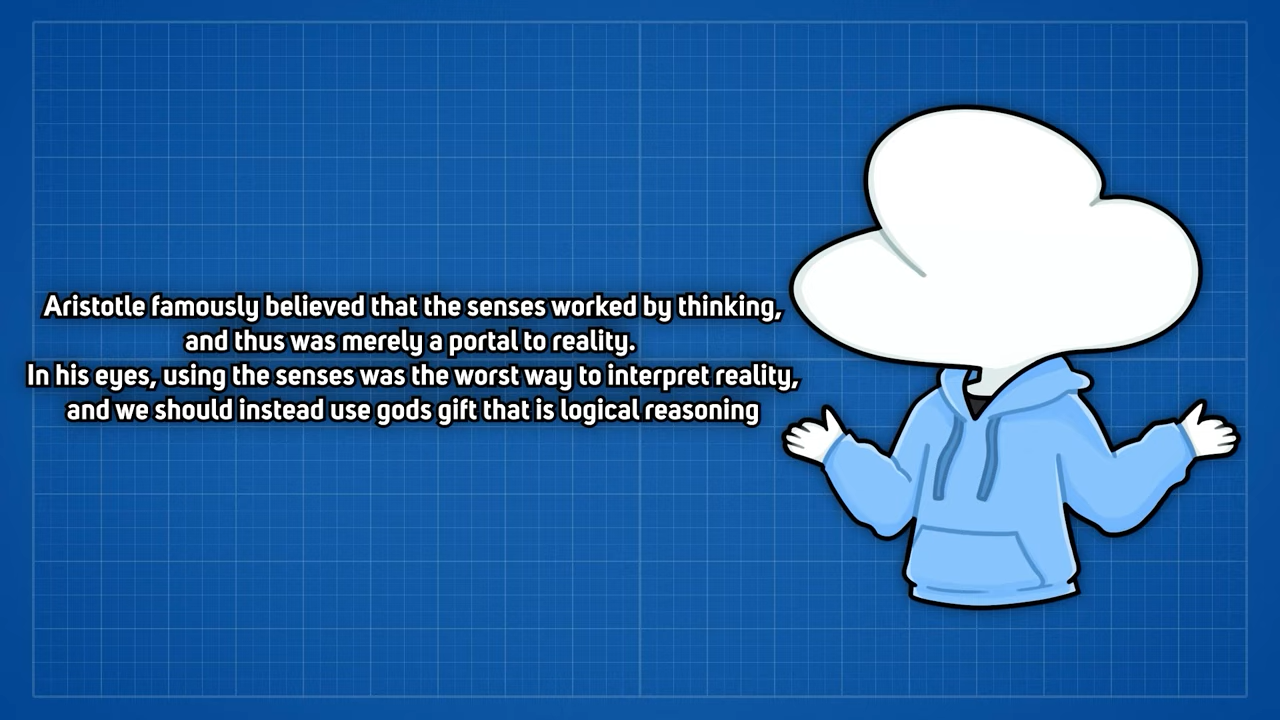 Aristotle famously believed that the senses worked by thinking,
and thus was merely a portal to reality.
In his eyes, using the senses was the worst way to interpret reality,
and we should instead use gods gift that is logical reasoning